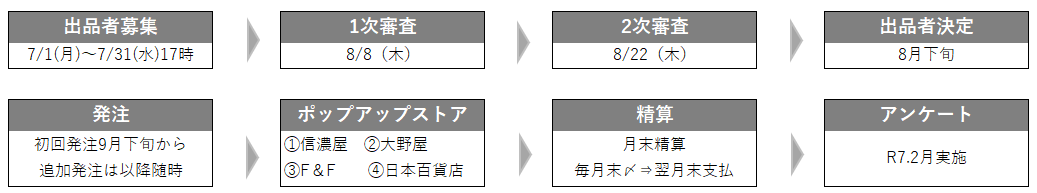 出品者募集
7/1(月)～7/31(水)17時
1次審査
8/8（木）
2次審査
8/22（木）
出品者決定
8月下旬
発注
初回発注9月下旬から
追加発注は以降随時
ポップアップストア
①信濃屋　②大野屋
③F＆F　④日本百貨店
精算
月末精算
毎月末〆⇒翌月末支払
アンケート
R7.2月実施